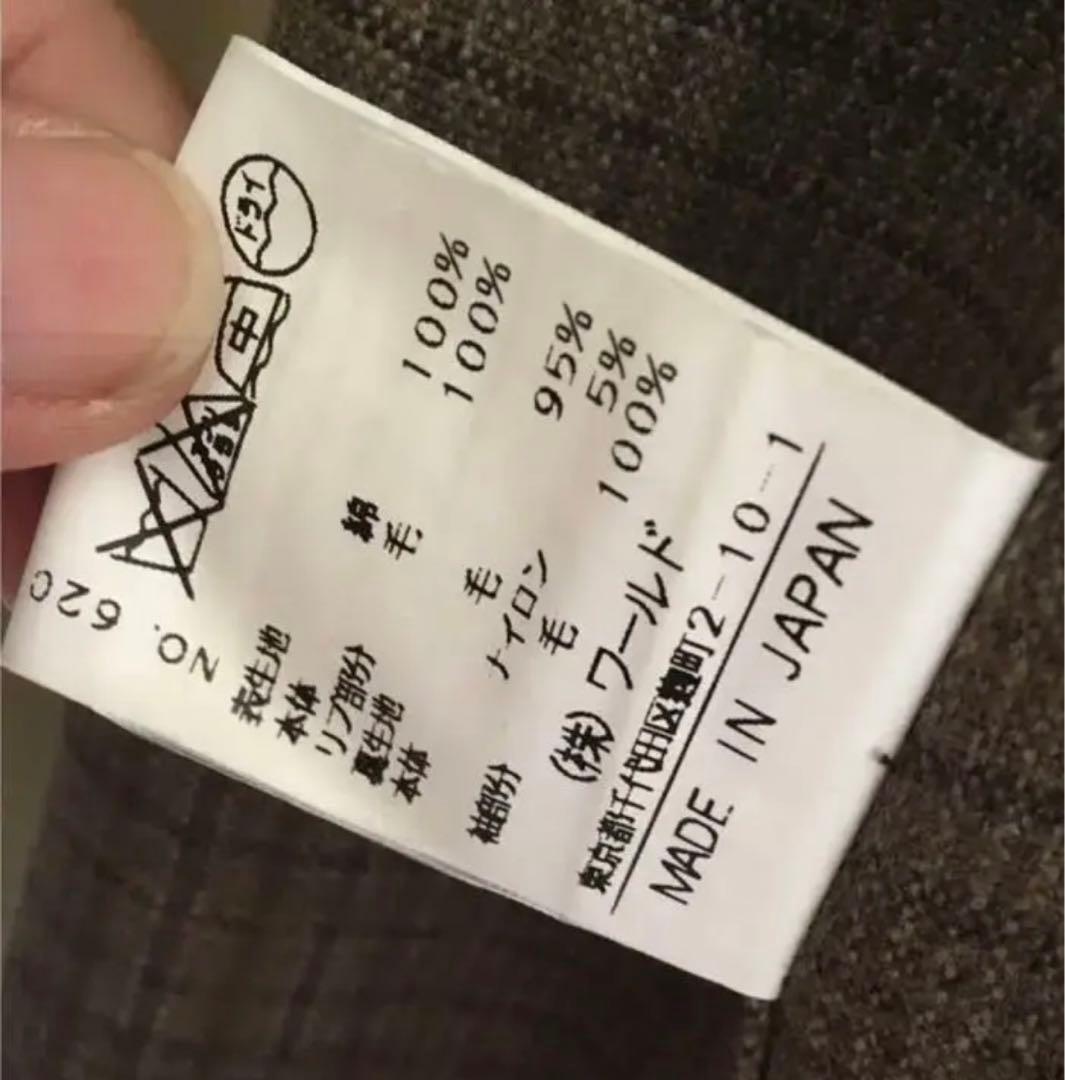 ドライ
中
NO. 62C
表生地
本体 綿 100%
リブ部分 毛 100%
裏生地
本体 毛 95%
ナイロン 5%
袖部分 毛 100%
(株)ワールド
東京都千代田区麹町2-10-1
MADE IN JAPAN